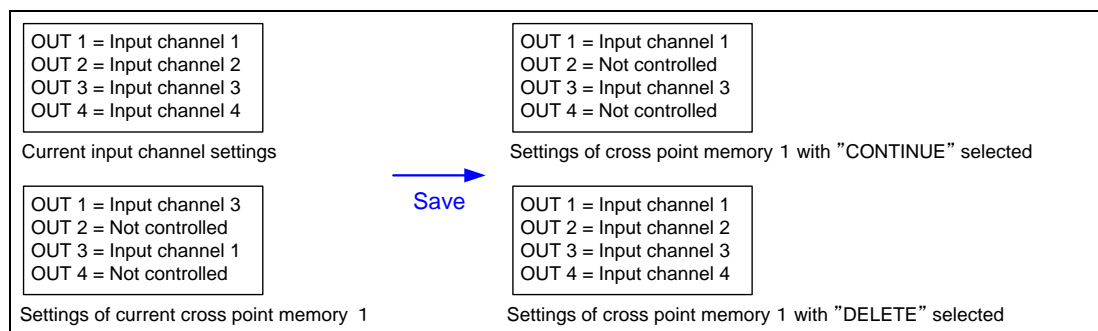 OUT 1 = Input channel 1
OUT 2 = Input channel 2
OUT 3 = Input channel 3
OUT 4 = Input channel 4
Current input channel settings
OUT 1 = Input channel 3
OUT 2 = Not controlled
OUT 3 = Input channel 1
OUT 4 = Not controlled
Settings of current cross point memory 1
Save
OUT 1 = Input channel 1
OUT 2 = Not controlled
OUT 3 = Input channel 3
OUT 4 = Not controlled
Settings of cross point memory 1 with ”CONTINUE” selected
OUT 1 = Input channel 1
OUT 2 = Input channel 2
OUT 3 = Input channel 3
OUT 4 = Input channel 4
Settings of cross point memory 1 with ”DELETE” selected